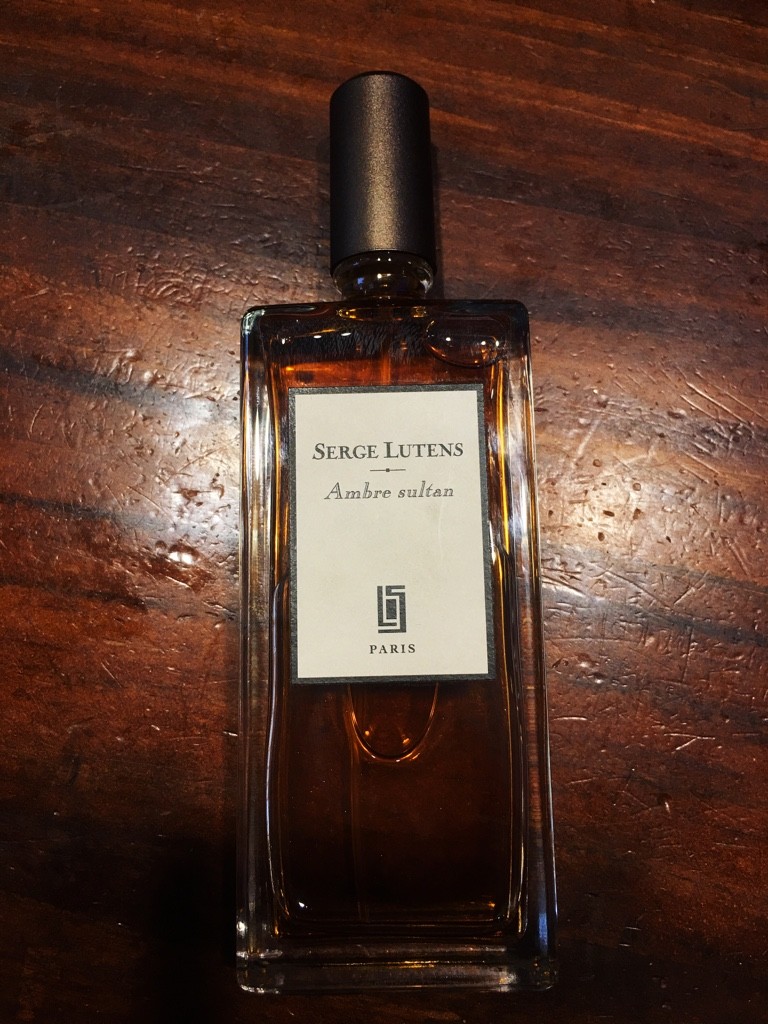 SERGE LUTENS
Ambre sultan
PARIS